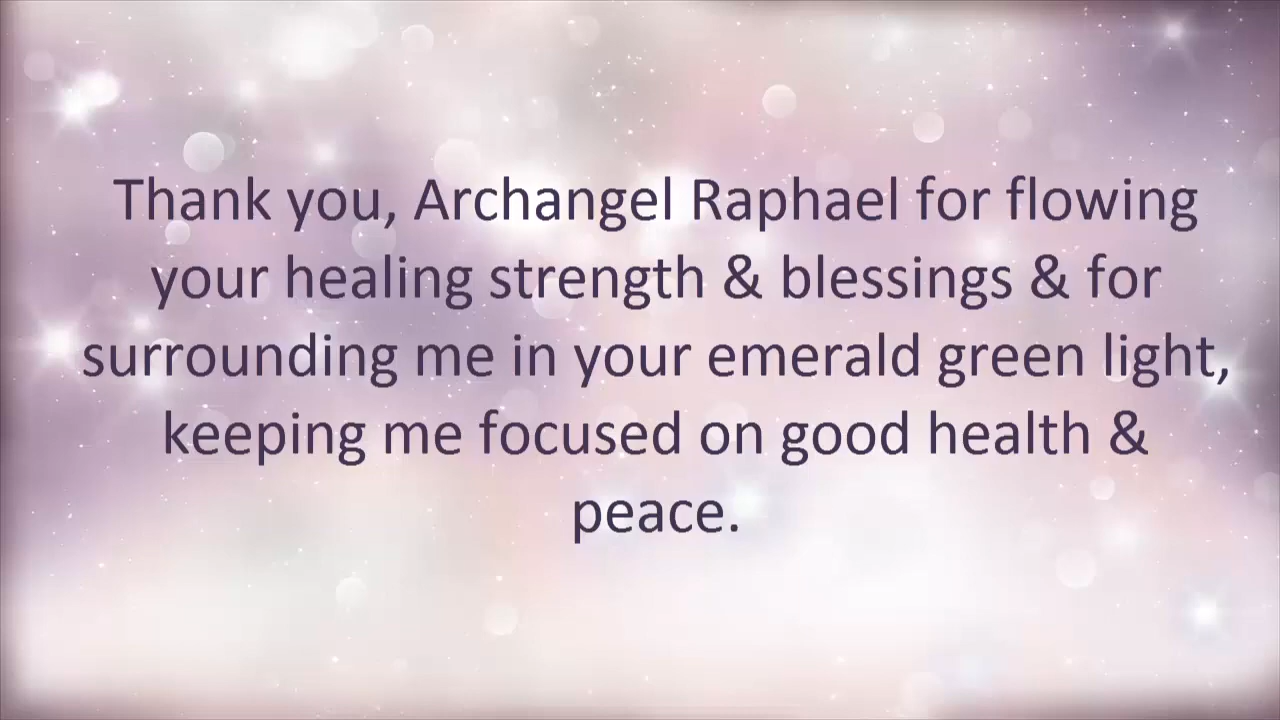 Thank you, Archangel Raphael for flowing
your healing strength & blessings & for
surrounding me in your emerald green light,
keeping me focused on good health &
peace.